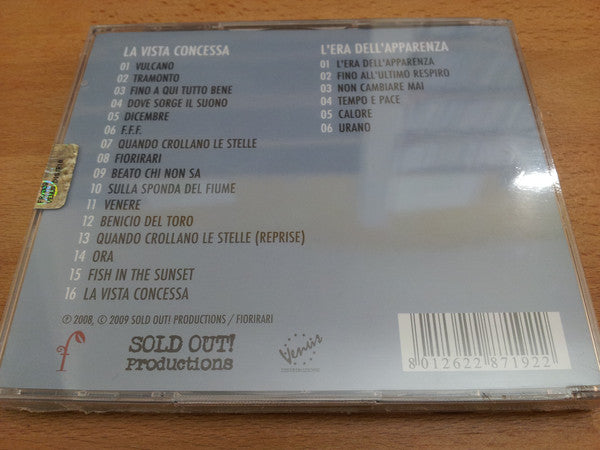 LA VISTA CONCESSA
01 VULCANO
02 TRAMONTO
03 FINO A QUI TUTTO BENE
04 DOVE SORGE IL SUONO
05 DICEMBRE
06 F.F.F.
07 QUANDO CROLLANO LE STELLE
08 FIORIRARI
09 BEATO CHI NON SA
10 SULLA SPONDA DEL FIUME
11 VENERE
12 BENICIO DEL TORO
13 QUANDO CROLLANO LE STELLE (REPRISE)
14 ORA
15 FISH IN THE SUNSET
16 LA VISTA CONCESSA
L'ERA DELL'APPARENZA
01 L'ERA DELL'APPARENZA
02 FINO ALL'ULTIMO RESPIRO
03 NON CAMBIARE MAI
04 TEMPO E PACE
05 CALORE
06 URANO
℗ 2008, © 2009 SOLD OUT! PRODUCTIONS / FIORIRARI
f
SOLD OUT!
Productions
Venus
DISTRIBUZIONE
8012622871922